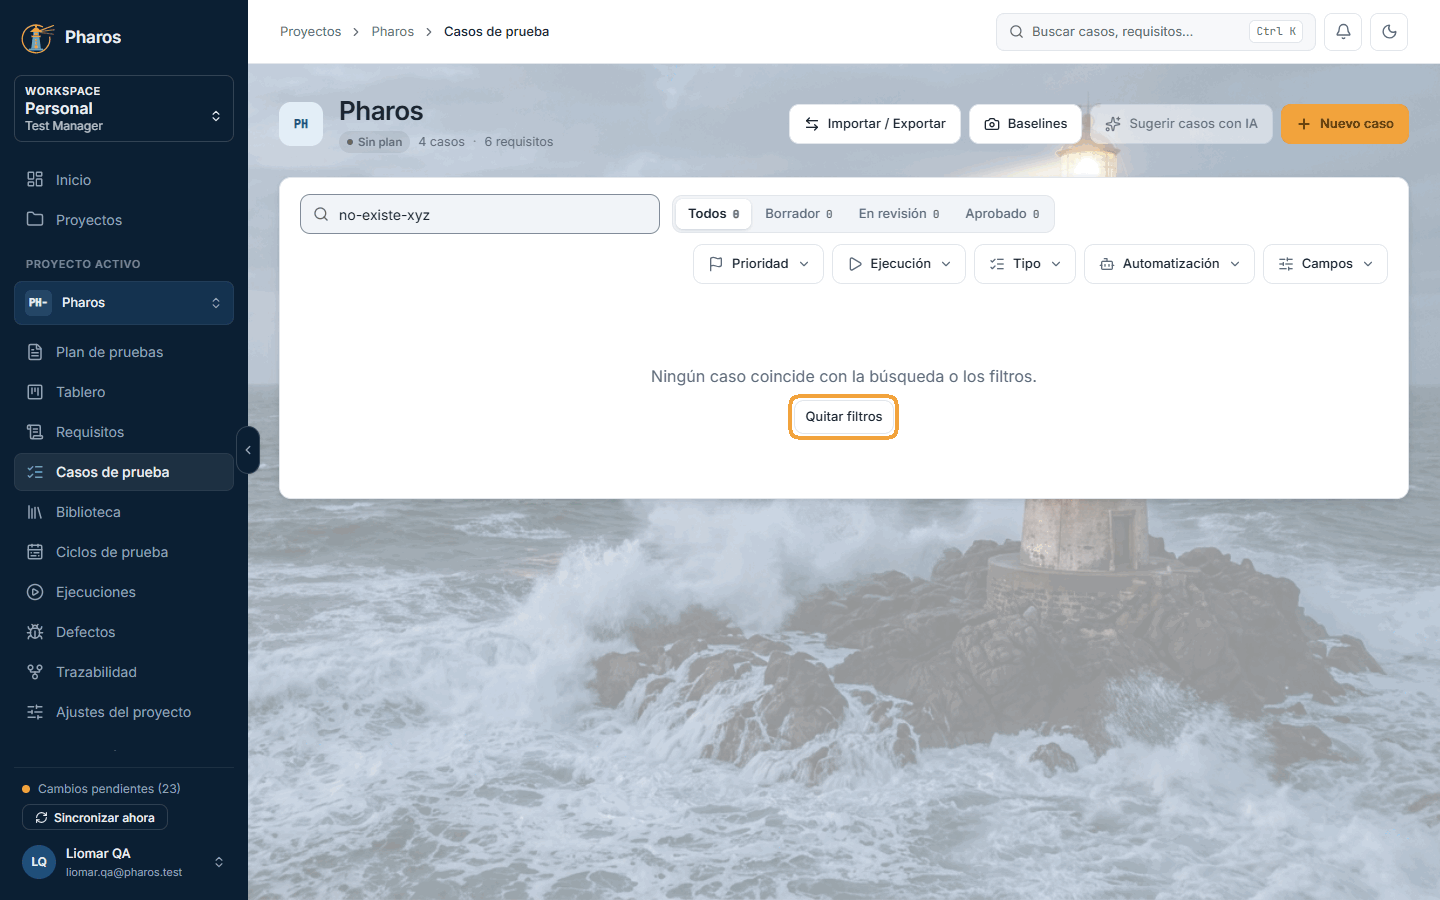 Pharos
WORKSPACE
Personal
Test Manager
Inicio
Proyectos
PROYECTO ACTIVO
PH- Pharos
Plan de pruebas
Tablero
Requisitos
Casos de prueba
Biblioteca
Ciclos de prueba
Ejecuciones
Defectos
Trazabilidad
Ajustes del proyecto
Cambios pendientes (23)
Sincronizar ahora
LQ
Liomar QA
liomar.qa@pharos.test
Proyectos > Pharos > Casos de prueba
Buscar casos, requisitos... Ctrl K
PH
Pharos
Sin plan 4 casos · 6 requisitos
Importar / Exportar
Baselines
Sugerir casos con IA
Nuevo caso
no-existe-xyz
Todos 0 Borrador 0 En revisión 0 Aprobado 0
Prioridad Ejecución Tipo Automatización Campos
Ningún caso coincide con la búsqueda o los filtros.
Quitar filtros